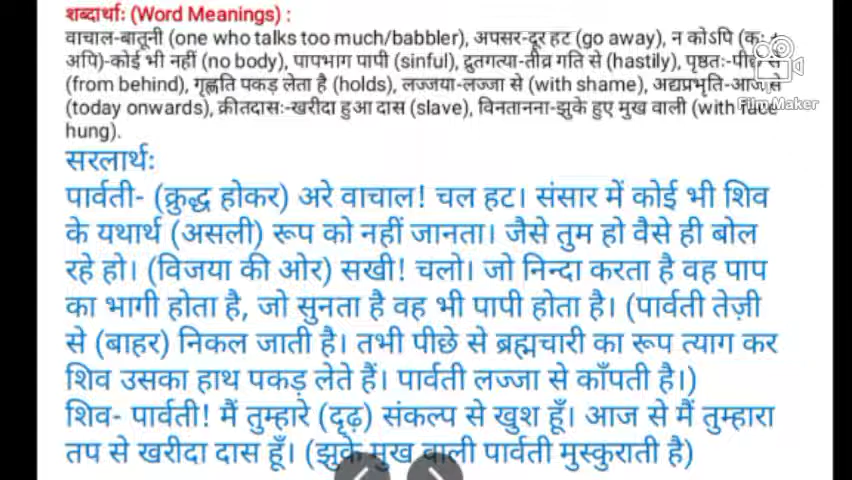 शब्दार्थाः (Word Meanings) :
वाचाल-बातूनी (one who talks too much/babbler), अपसर-दूर हट (go away), न कोऽपि (कः +
अपि)-कोई भी नहीं (no body), पापभाग पापी (sinful), द्रुतगत्या-तीव्र गति से (hastily), पृष्ठतः-पीछे से
(from behind), गृह्णति पकड़ लेता है (holds), लज्जया-लज्जा से (with shame), अद्यप्रभृति-आज से
(today onwards), क्रीतदासः-खरीदा हुआ दास (slave), विनतानना-झुके हुए मुख वाली (with face
hung).
Film Maker
सरलार्थः
पार्वती- (क्रुद्ध होकर) अरे वाचाल! चल हट। संसार में कोई भी शिव
के यथार्थ (असली) रूप को नहीं जानता। जैसे तुम हो वैसे ही बोल
रहे हो। (विजया की ओर) सखी! चलो। जो निन्दा करता है वह पाप
का भागी होता है, जो सुनता है वह भी पापी होता है। (पार्वती तेज़ी
से (बाहर) निकल जाती है। तभी पीछे से ब्रह्मचारी का रूप त्याग कर
शिव उसका हाथ पकड़ लेते हैं। पार्वती लज्जा से काँपती है।)
शिव- पार्वती! मैं तुम्हारे (दृढ़) संकल्प से खुश हूँ। आज से मैं तुम्हारा
तप से खरीदा दास हूँ। (झुके मुख वाली पार्वती मुस्कुराती है)